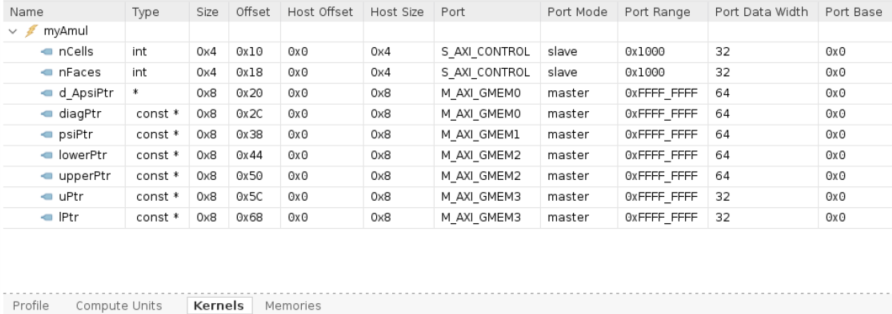 Name Type Size Offset Host Offset Host Size Port Port Mode Port Range Port Data Width Port Base
myAmul
nCells int 0x4 0x10 0x0 0x4 S_AXI_CONTROL slave 0x1000 32 0x0
nFaces int 0x4 0x18 0x0 0x4 S_AXI_CONTROL slave 0x1000 32 0x0
d_ApsiPtr * 0x8 0x20 0x0 0x8 M_AXI_GMEM0 master 0xFFFF_FFFF 64 0x0
diagPtr const * 0x8 0x2C 0x0 0x8 M_AXI_GMEM0 master 0xFFFF_FFFF 64 0x0
psiPtr const * 0x8 0x38 0x0 0x8 M_AXI_GMEM1 master 0xFFFF_FFFF 64 0x0
lowerPtr const * 0x8 0x44 0x0 0x8 M_AXI_GMEM2 master 0xFFFF_FFFF 64 0x0
upperPtr const * 0x8 0x50 0x0 0x8 M_AXI_GMEM2 master 0xFFFF_FFFF 64 0x0
uPtr const * 0x8 0x5C 0x0 0x8 M_AXI_GMEM3 master 0xFFFF_FFFF 32 0x0
lPtr const * 0x8 0x68 0x0 0x8 M_AXI_GMEM3 master 0xFFFF_FFFF 32 0x0
Profile Compute Units Kernels Memories